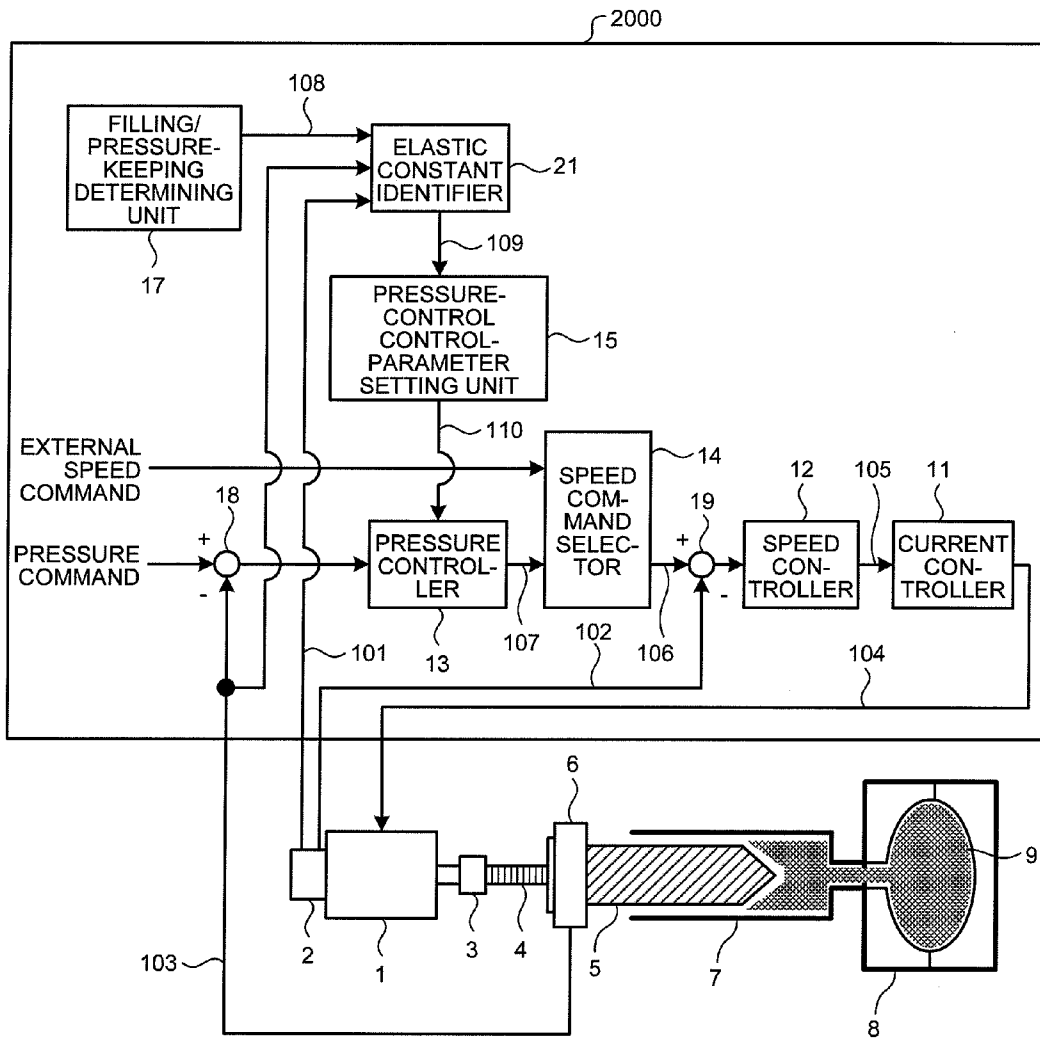 2000
108
FILLING/
PRESSURE-
KEEPING
DETERMINING
UNIT
17
ELASTIC
CONSTANT
IDENTIFIER
21
109
PRESSURE-
CONTROL
CONTROL-
PARAMETER
SETTING UNIT
15
110
EXTERNAL
SPEED
COMMAND
14
SPEED
COM-
MAND
SELEC-
TOR
18
+
PRESSURE
COMMAND
-
PRESSURE
CONTROL-
LER
13
107
106
+
19
-
12
SPEED
CON-
TROLLER
105
11
CURRENT
CON-
TROLLER
101
102
104
6
9
2
1
3
4
5
7
8
103